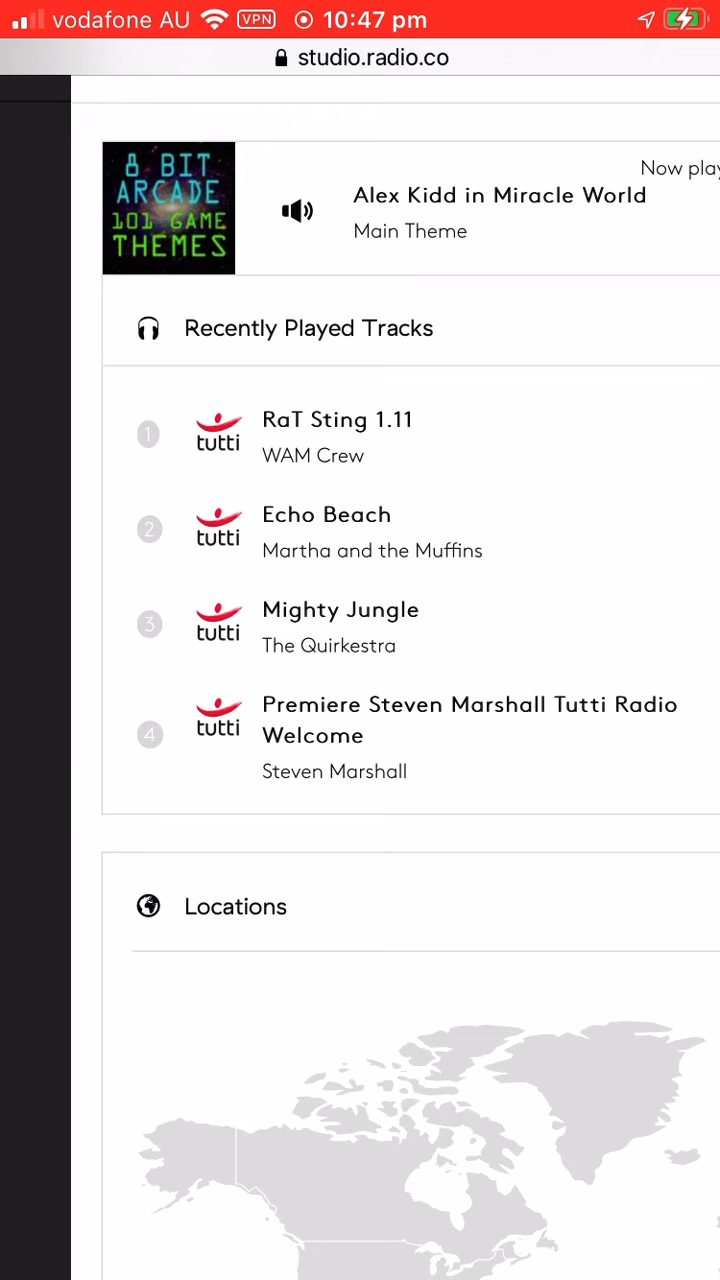 vodafone AU VPN 10:47 pm
studio.radio.co
8 BIT
ARCADE
101 GAME
THEMES
Now play
Alex Kidd in Miracle World
Main Theme
Recently Played Tracks
1
tutti
RaT Sting 1.11
WAM Crew
2
tutti
Echo Beach
Martha and the Muffins
3
tutti
Mighty Jungle
The Quirkestra
4
tutti
Premiere Steven Marshall Tutti Radio
Welcome
Steven Marshall
Locations